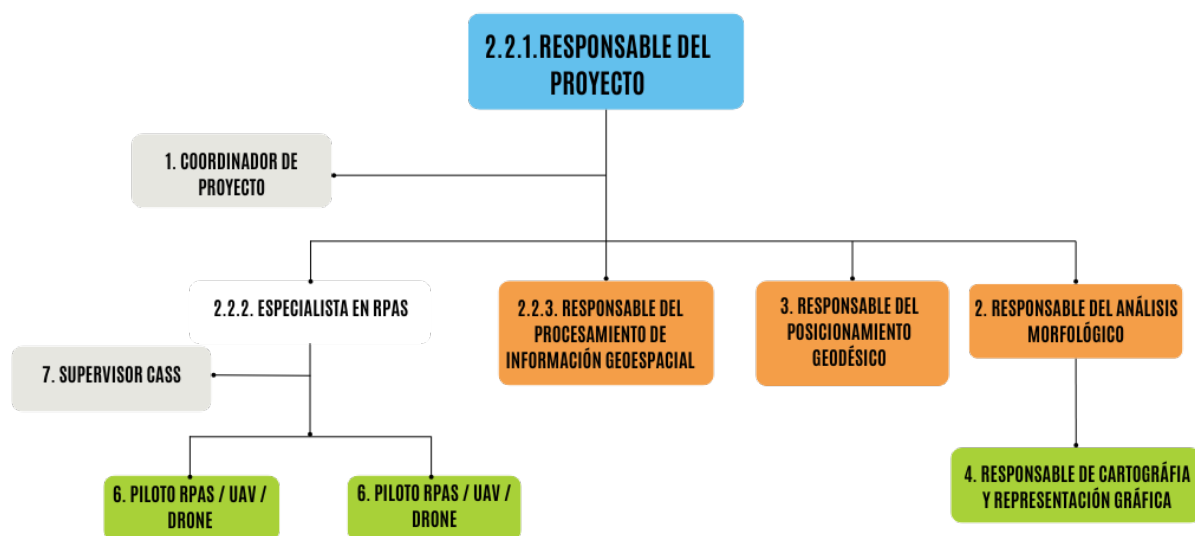 2.2.1.RESPONSABLE DEL
PROYECTO
1. COORDINADOR DE
PROYECTO
2.2.2. ESPECIALISTA EN RPAS
2.2.3. RESPONSABLE DEL
PROCESAMIENTO DE
INFORMACIÓN GEOESPACIAL
3. RESPONSABLE DEL
POSICIONAMIENTO
GEODÉSICO
2. RESPONSABLE DEL ANÁLISIS
MORFOLÓGICO
7. SUPERVISOR CASS
6. PILOTO RPAS / UAV /
DRONE
6. PILOTO RPAS / UAV /
DRONE
4. RESPONSABLE DE CARTOGRÁFIA
Y REPRESENTACIÓN GRÁFICA